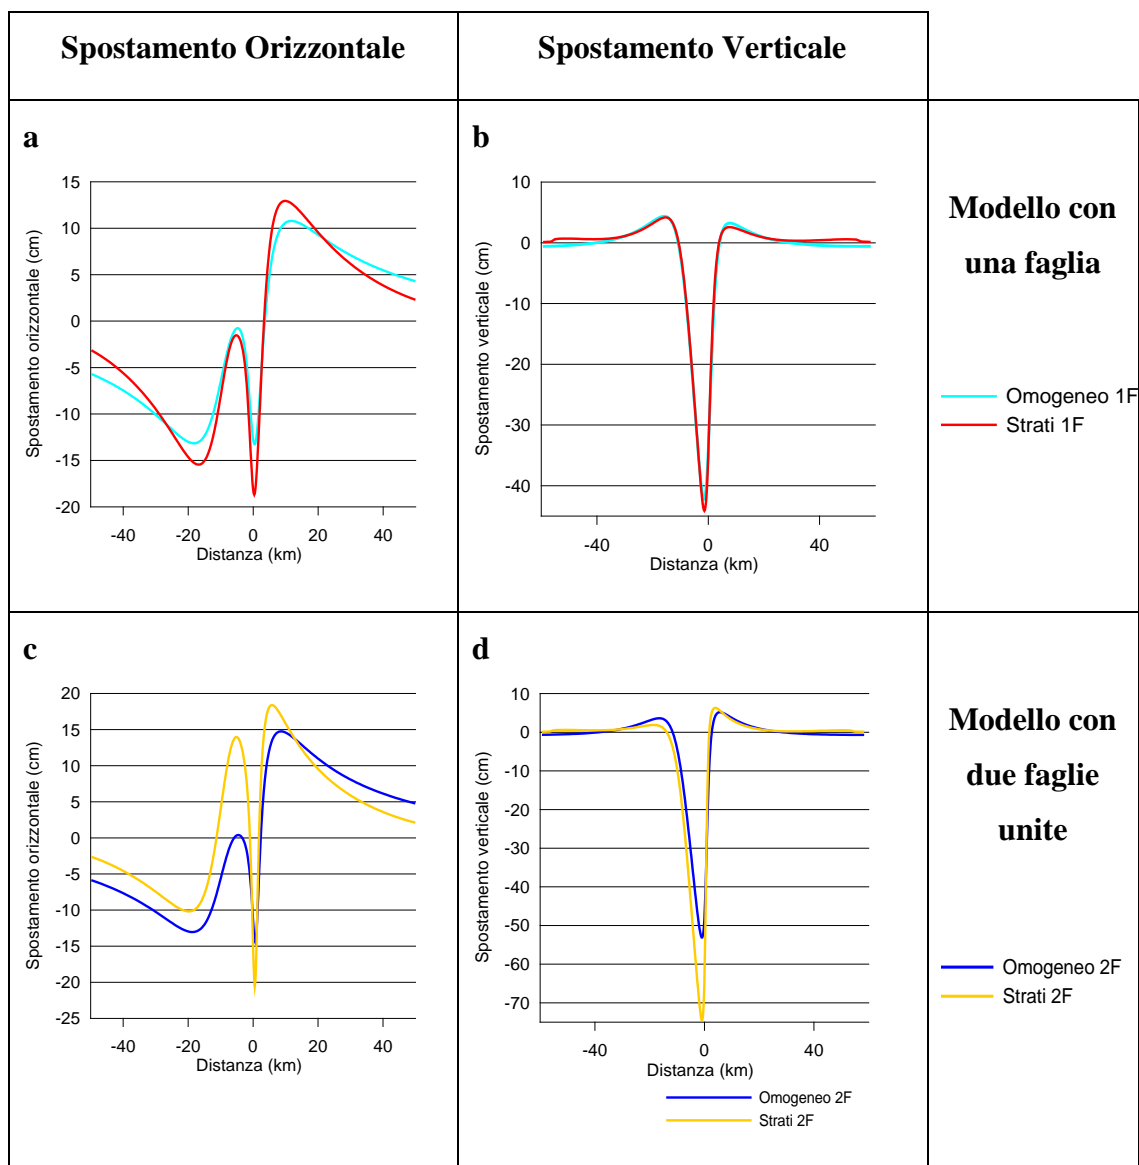 Spostamento Orizzontale
Spostamento Verticale
a
Spostamento orizzontale (cm)
15
10
5
0
-5
-10
-15
-20
-40
-20
0
20
40
Distanza (km)
b
Spostamento verticale (cm)
10
0
-10
-20
-30
-40
-40
0
40
Distanza (km)
Modello con
una faglia
Omogeneo 1F
Strati 1F
c
Spostamento orizzontale (cm)
20
15
10
5
0
-5
-10
-15
-20
-25
-40
-20
0
20
40
Distanza (km)
d
Spostamento verticale (cm)
10
0
-10
-20
-30
-40
-50
-60
-70
-40
0
40
Distanza (km)
Omogeneo 2F
Strati 2F
Modello con
due faglie
unite
Omogeneo 2F
Strati 2F